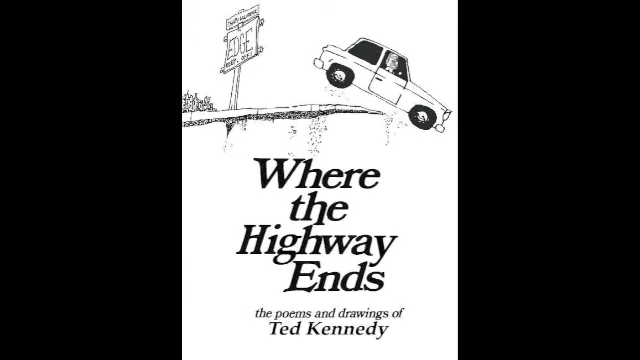 EDGE
Where
the
Highway
Ends
the poems and drawings of
Ted Kennedy